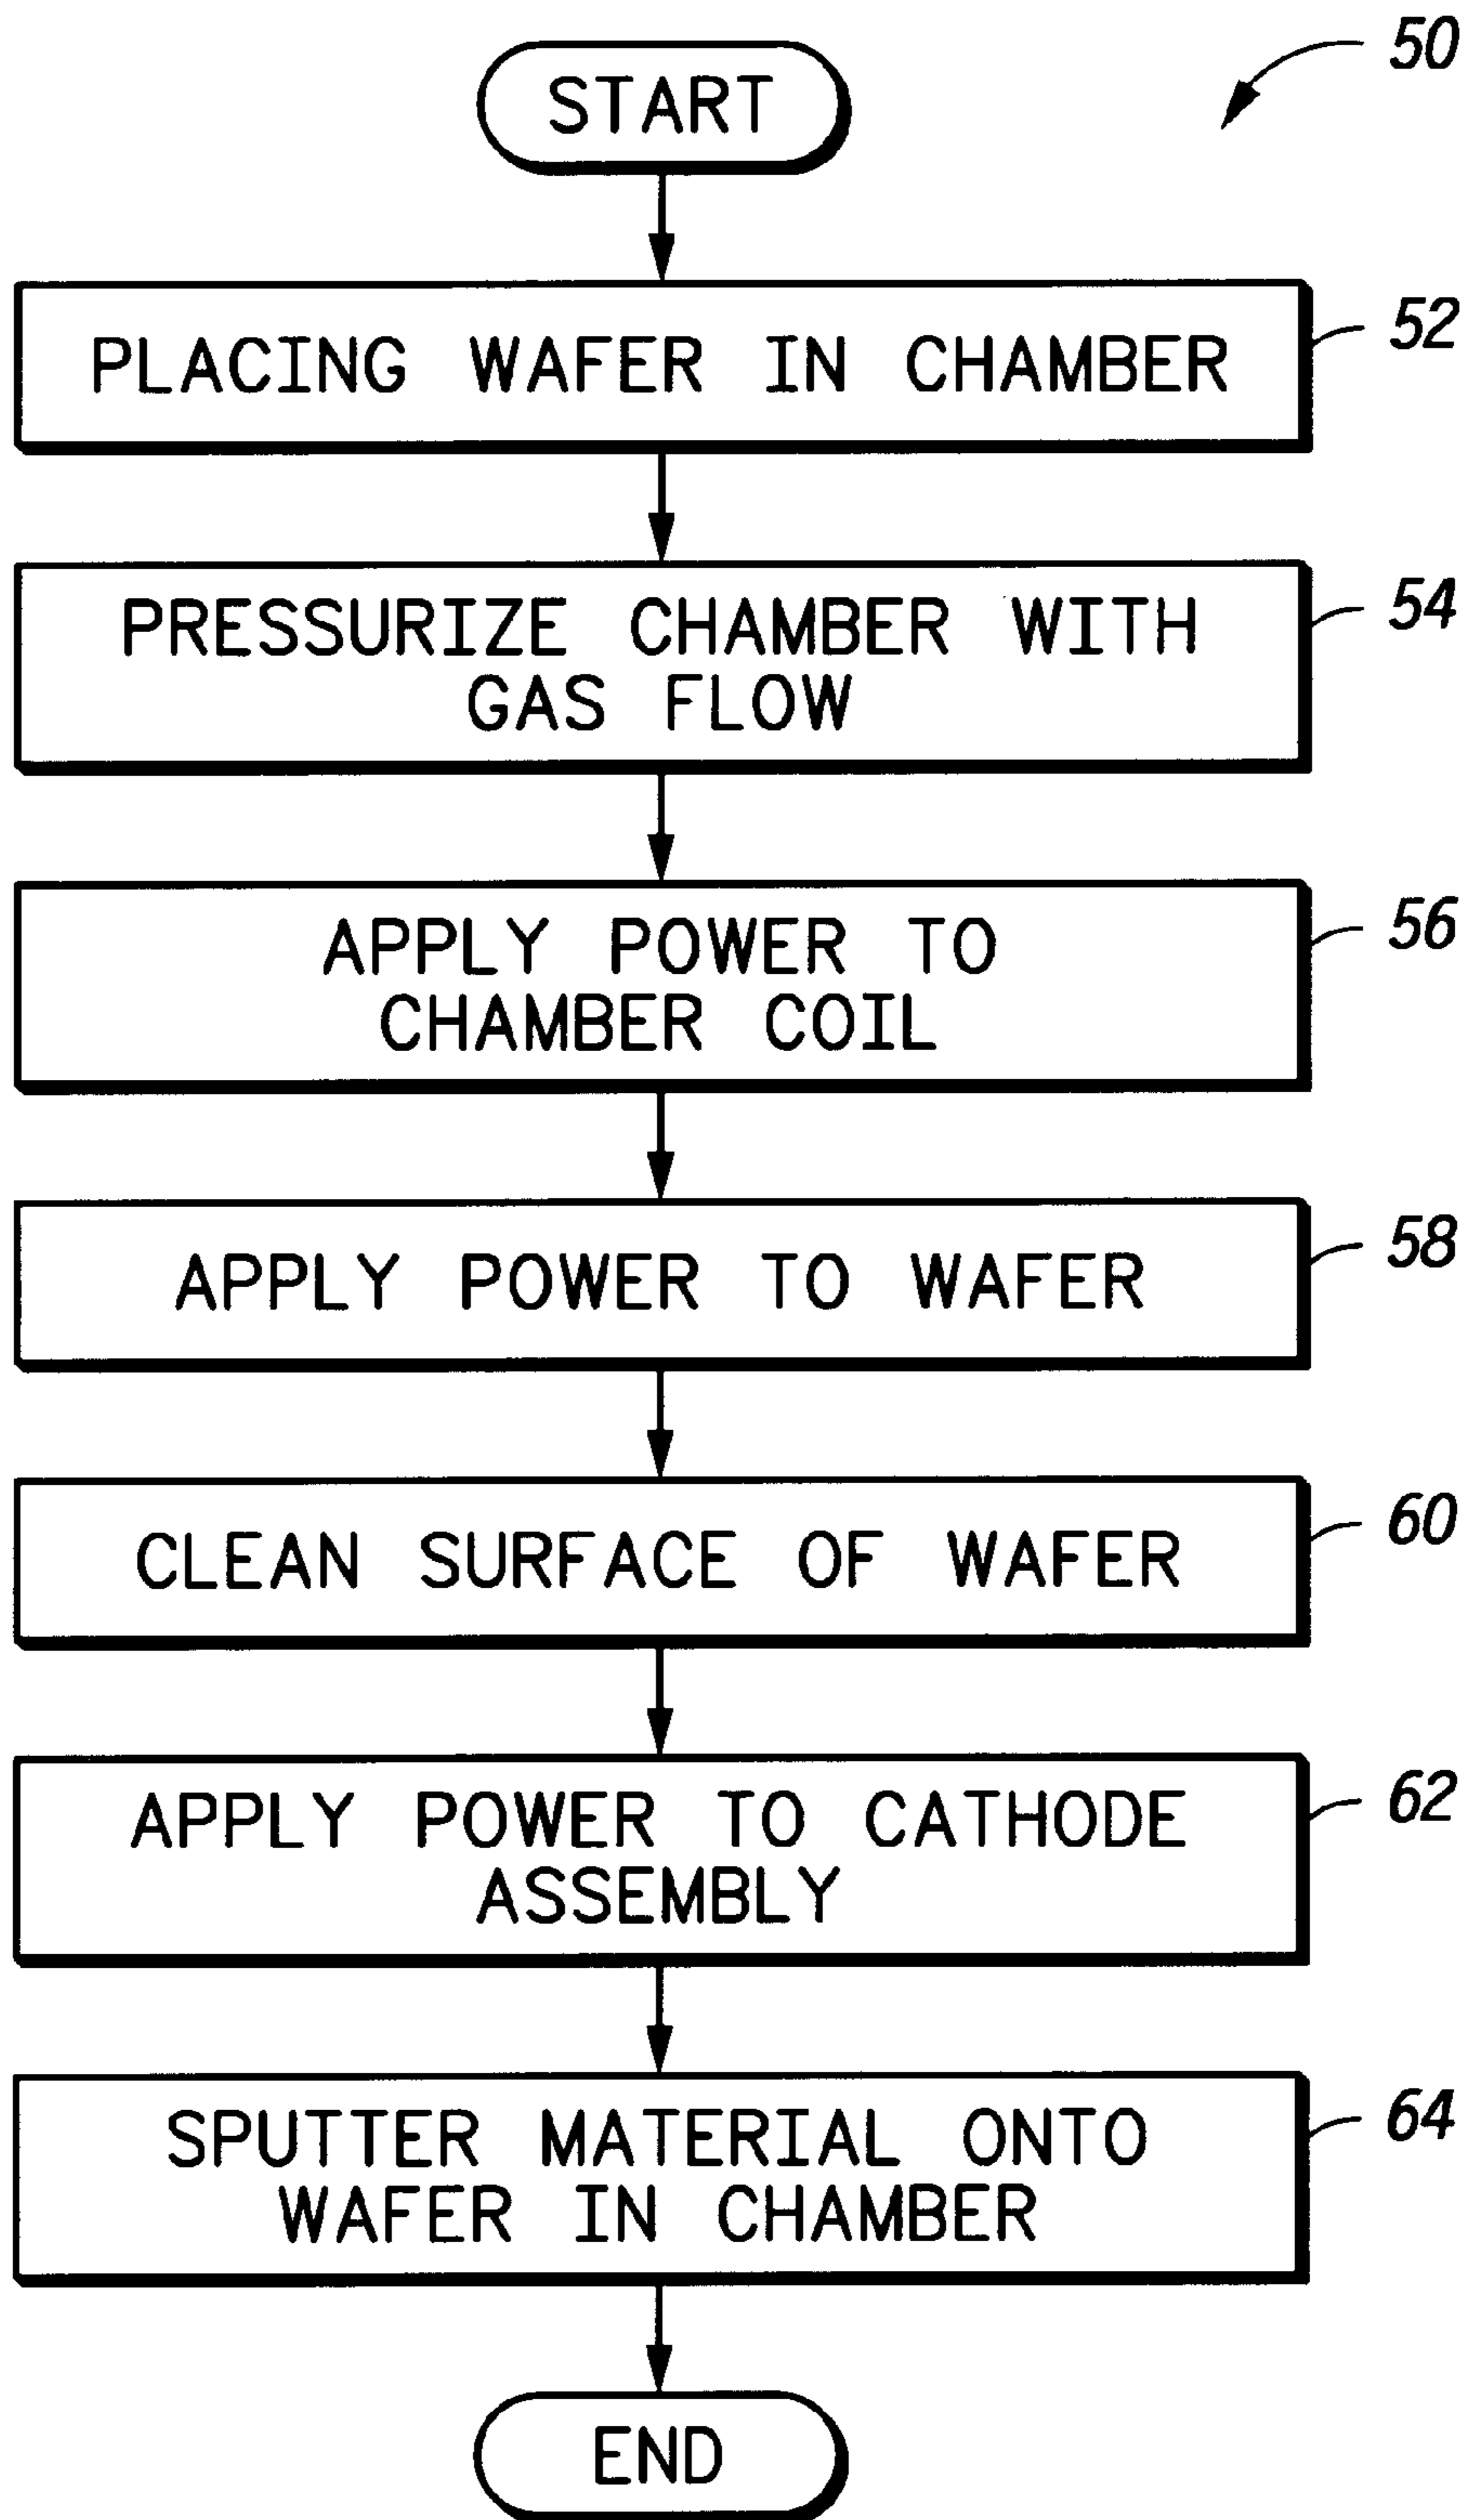 START
50
PLACING WAFER IN CHAMBER
52
PRESSURIZE CHAMBER WITH
GAS FLOW
54
APPLY POWER TO
CHAMBER COIL
56
APPLY POWER TO WAFER
58
CLEAN SURFACE OF WAFER
60
APPLY POWER TO CATHODE
ASSEMBLY
62
SPUTTER MATERIAL ONTO
WAFER IN CHAMBER
64
END